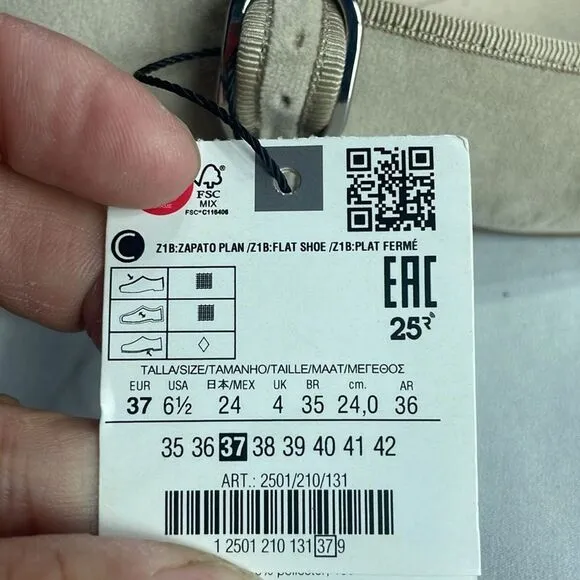 FSC
MIX
FSC® C116406
C
Z1B:ZAPATO PLAN /Z1B:FLAT SHOE /Z1B:PLAT FERMÉ
EAC
25
TALLA/SIZE/TAMANHO/TAILLE/MAAT/ΜΕΓΕΘΟΣ
EUR USA 日本/MEX UK BR cm. AR
37 6½ 24 4 35 24,0 36
35 36 37 38 39 40 41 42
ART.: 2501/210/131
1 2501 210 131 37 9